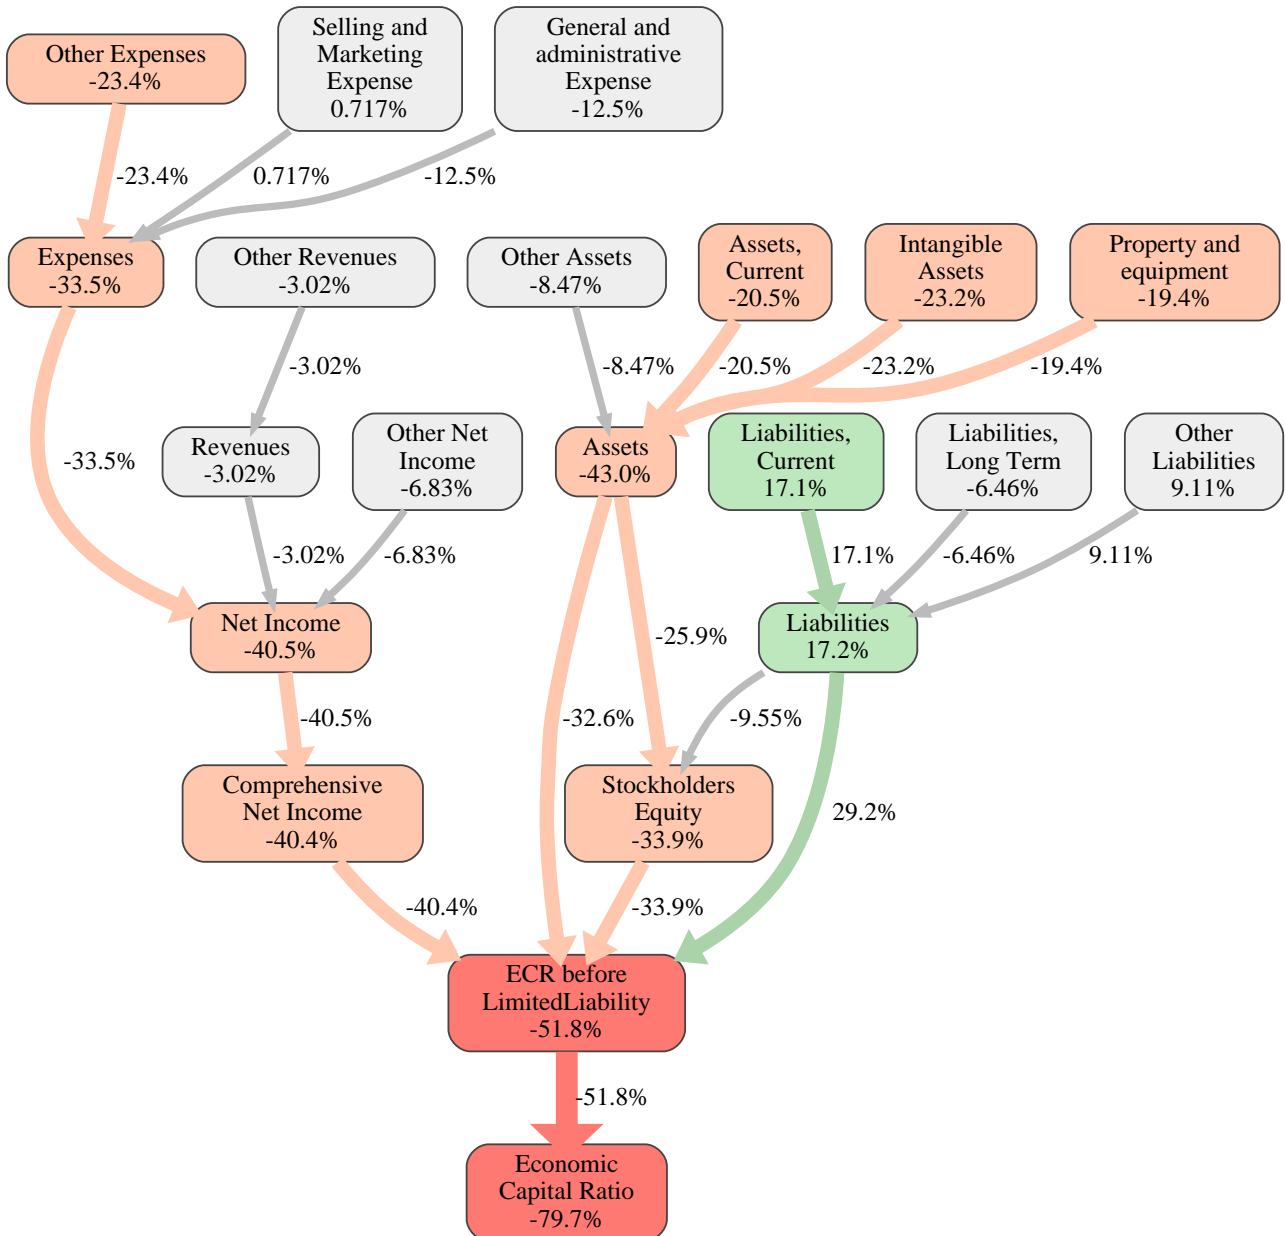 Other Expenses
-23.4%
Selling and
Marketing
Expense
0.717%
General and
administrative
Expense
-12.5%
-23.4%
0.717%
-12.5%
Expenses
-33.5%
Other Revenues
-3.02%
Other Assets
-8.47%
Assets,
Current
-20.5%
Intangible
Assets
-23.2%
Property and
equipment
-19.4%
-3.02%
-8.47%
-20.5%
-23.2%
-19.4%
-33.5%
Revenues
-3.02%
Other Net
Income
-6.83%
Assets
-43.0%
Liabilities,
Current
17.1%
Liabilities,
Long Term
-6.46%
Other
Liabilities
9.11%
-3.02%
-6.83%
17.1%
-6.46%
9.11%
Net Income
-40.5%
-25.9%
Liabilities
17.2%
-40.5%
-32.6%
-9.55%
Comprehensive
Net Income
-40.4%
Stockholders
Equity
-33.9%
29.2%
-40.4%
-33.9%
ECR before
LimitedLiability
-51.8%
-51.8%
Economic
Capital Ratio
-79.7%